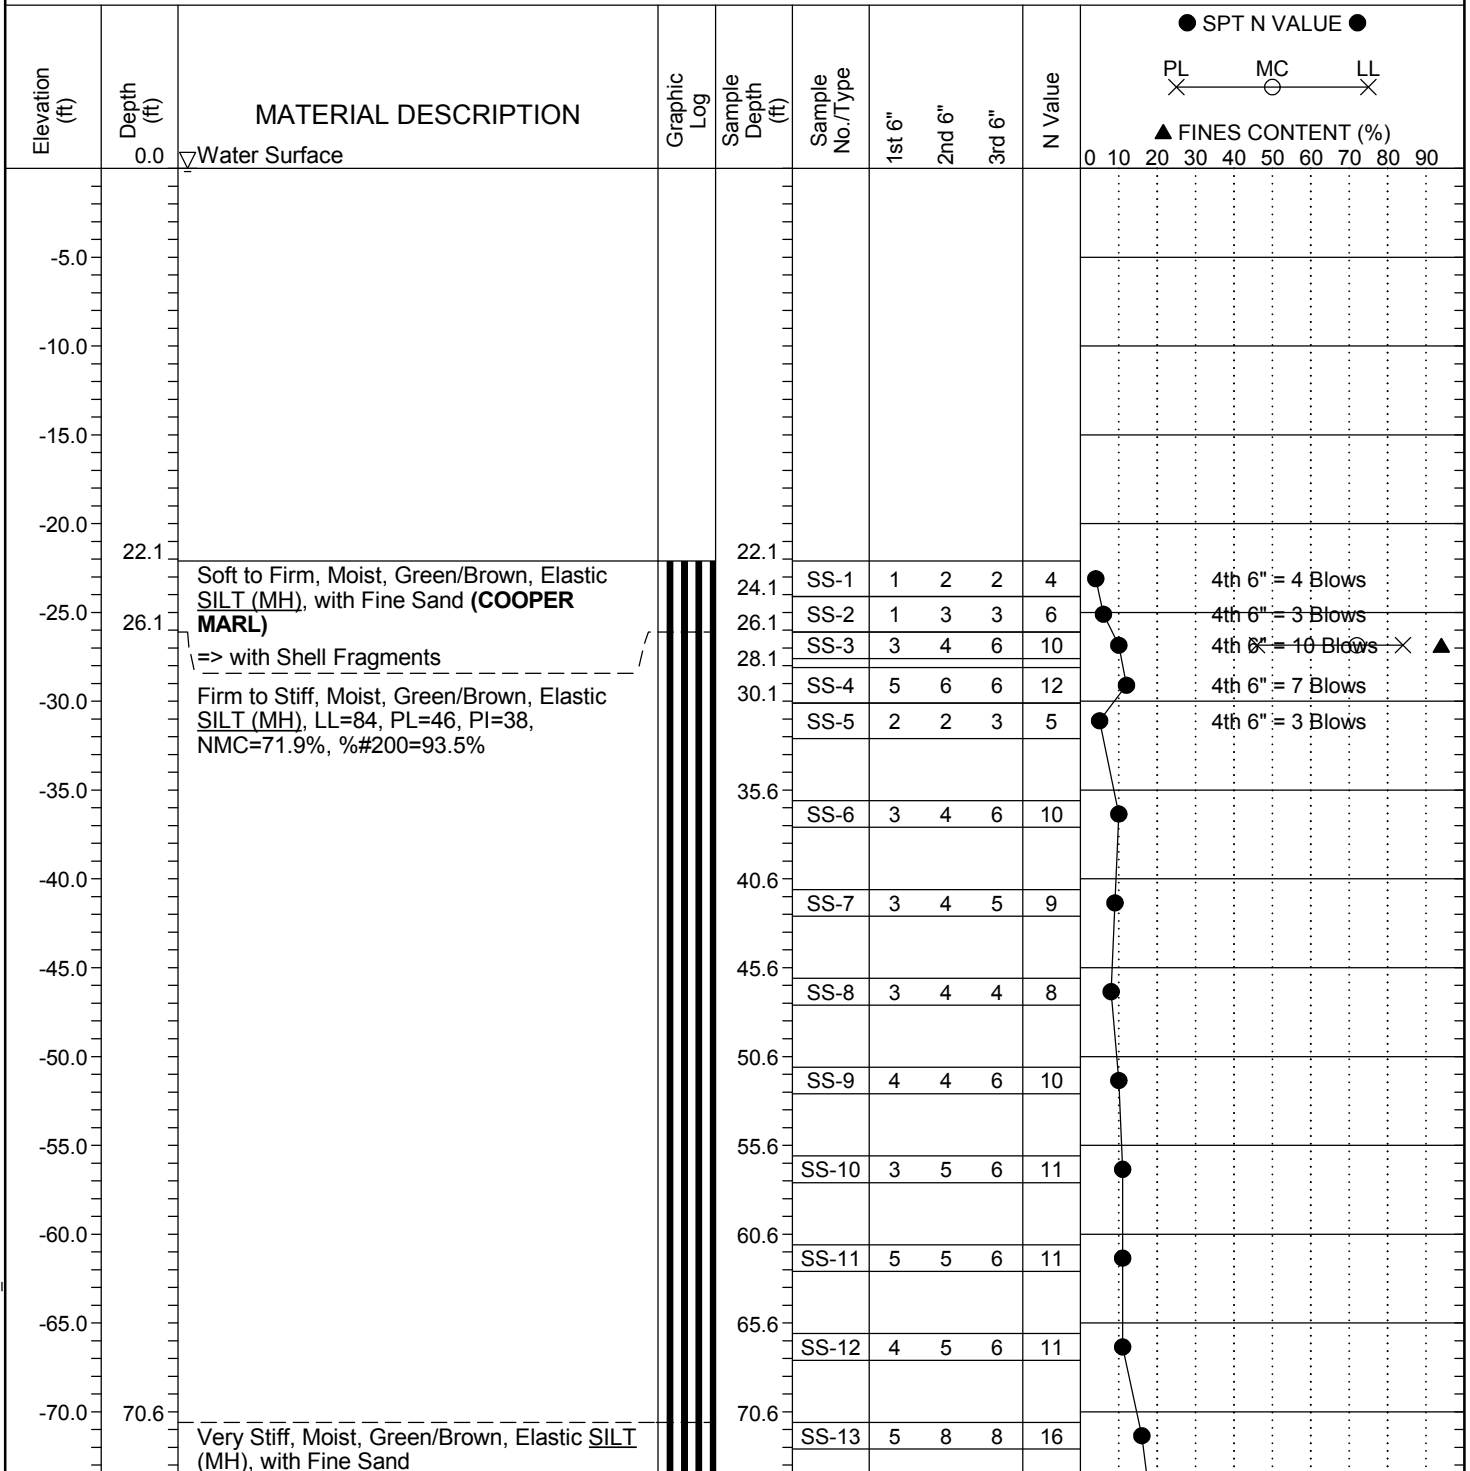 ● SPT N VALUE ●
PL MC LL
▲ FINES CONTENT (%)
0 10 20 30 40 50 60 70 80 90
Elevation
(ft)
Depth
(ft)
MATERIAL DESCRIPTION
Graphic
Log
Sample
Depth
(ft)
Sample
No./Type
1st 6"
2nd 6"
3rd 6"
N Value
0.0 Water Surface
-5.0
-10.0
-15.0
-20.0
22.1 22.1
Soft to Firm, Moist, Green/Brown, Elastic
SILT (MH), with Fine Sand (COOPER
MARL)
24.1 SS-1 1 2 2 4 4th 6" = 4 Blows
-25.0
26.1 26.1 SS-2 1 3 3 6 4th 6" = 3 Blows
=> with Shell Fragments
28.1 SS-3 3 4 6 10 4th 6" = 10 Blows
Firm to Stiff, Moist, Green/Brown, Elastic
SILT (MH), LL=84, PL=46, PI=38,
NMC=71.9%, %#200=93.5%
-30.0 30.1 SS-4 5 6 6 12 4th 6" = 7 Blows
SS-5 2 2 3 5 4th 6" = 3 Blows
-35.0 35.6
SS-6 3 4 6 10
-40.0 40.6
SS-7 3 4 5 9
-45.0 45.6
SS-8 3 4 4 8
-50.0 50.6
SS-9 4 4 6 10
-55.0 55.6
SS-10 3 5 6 11
-60.0 60.6
SS-11 5 5 6 11
-65.0 65.6
SS-12 4 5 6 11
-70.0 70.6 70.6
Very Stiff, Moist, Green/Brown, Elastic SILT
(MH), with Fine Sand
SS-13 5 8 8 16